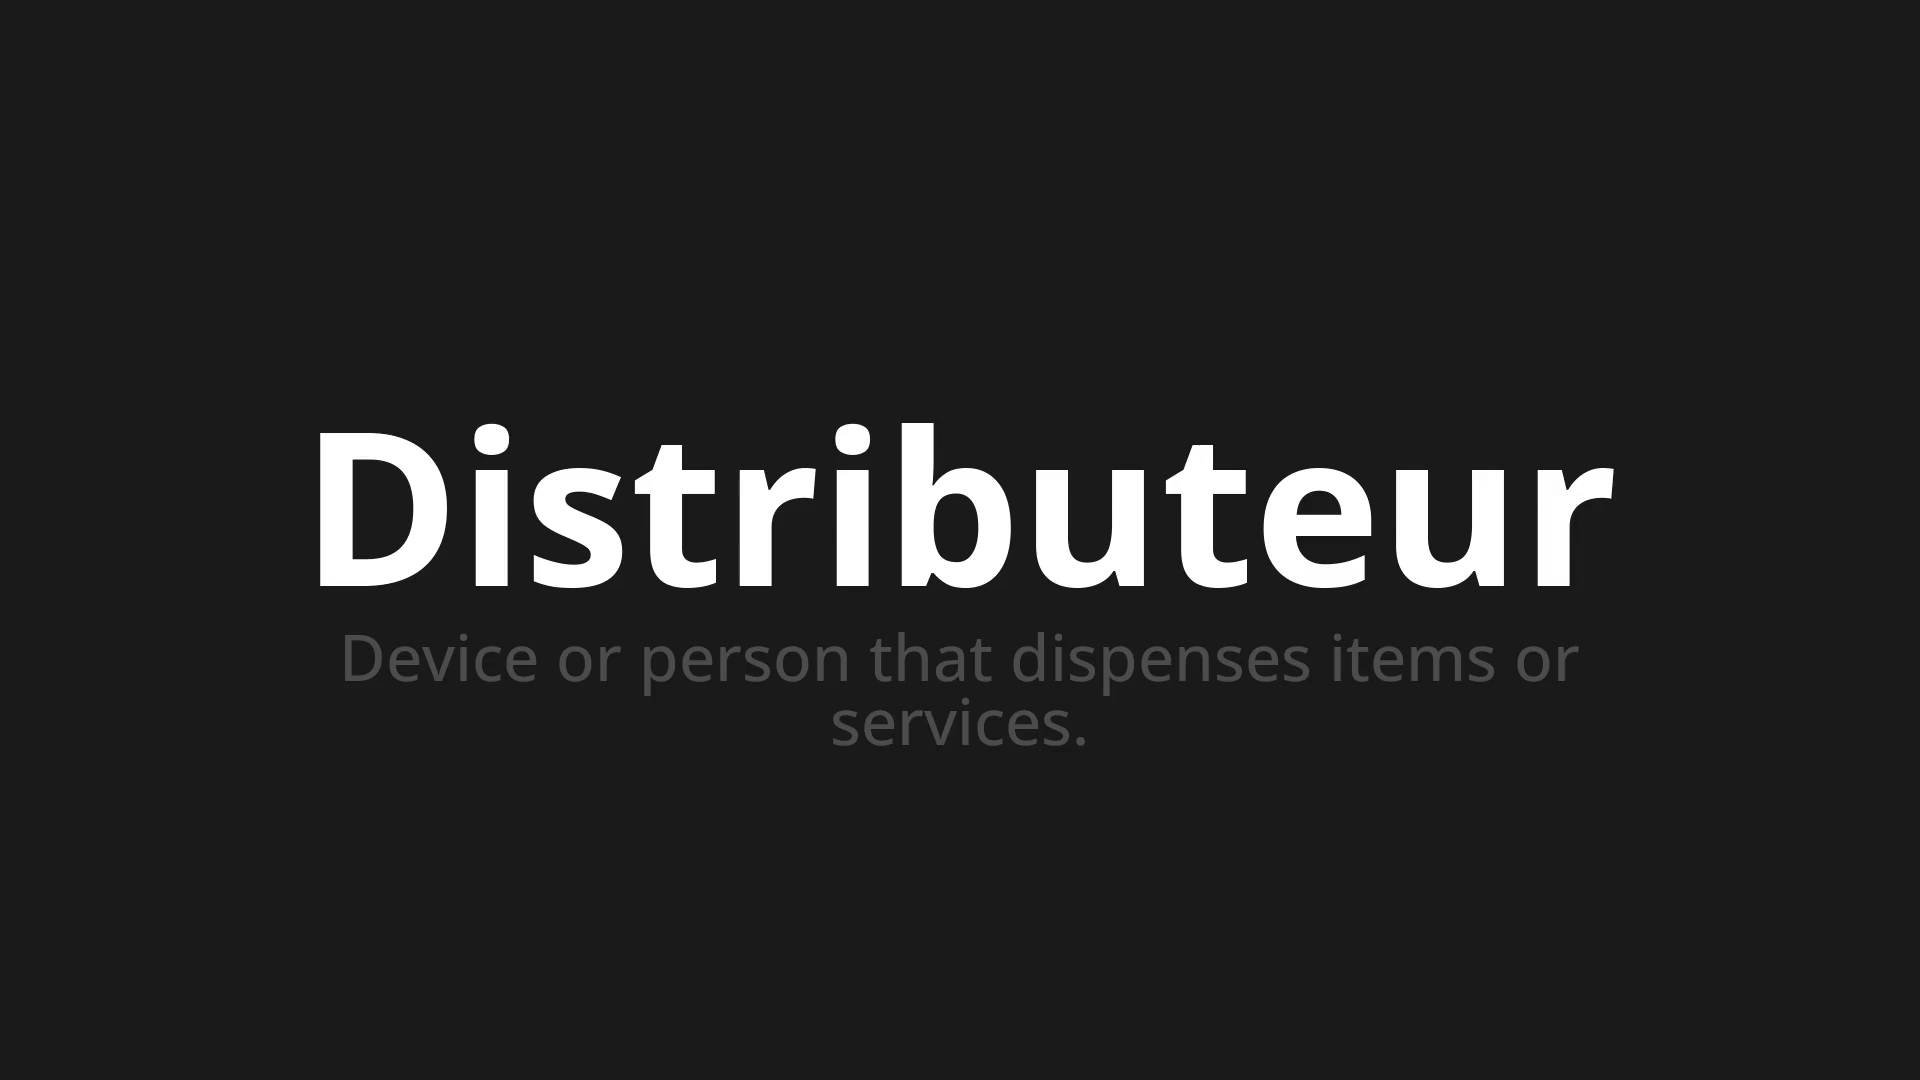 Distributeur
Device or person that dispenses items or
services.